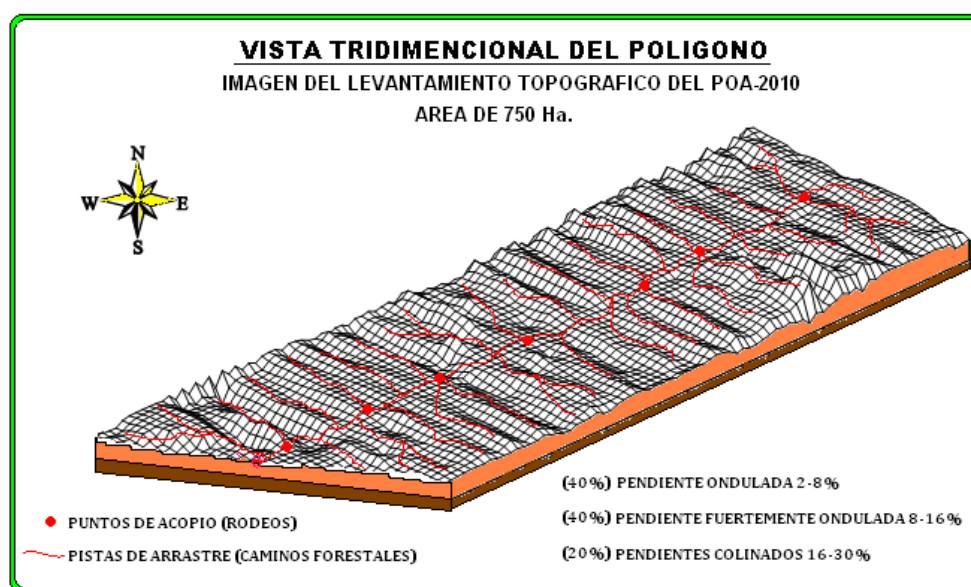 VISTA TRIDIMENCIONAL DEL POLIGONO
IMAGEN DEL LEVANTAMIENTO TOPOGRAFICO DEL POA-2010
AREA DE 750 Ha.
N
W E
S
(40%) PENDIENTE ONDULADA 2-8%
(40%) PENDIENTE FUERTEMENTE ONDULADA 8-16%
(20%) PENDIENTES COLINADOS 16-30%
PUNTOS DE ACOPIO (RODEOS)
PISTAS DE ARRASTRE (CAMINOS FORESTALES)